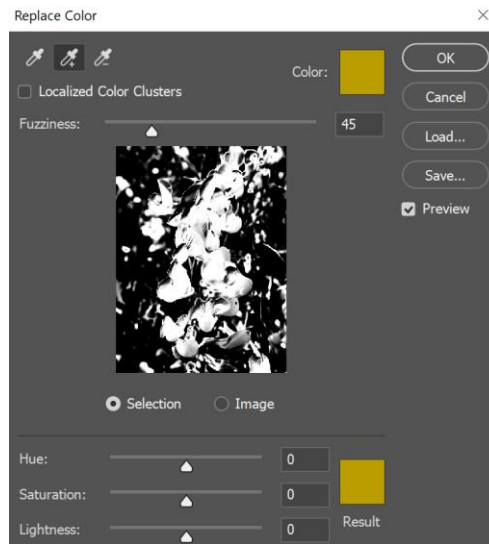 Replace Color
Color:
OK
Localized Color Clusters
Cancel
Fuzziness:
45
Load...
Save...
Preview
Selection
Image
Hue:
0
Saturation:
0
Lightness:
0
Result